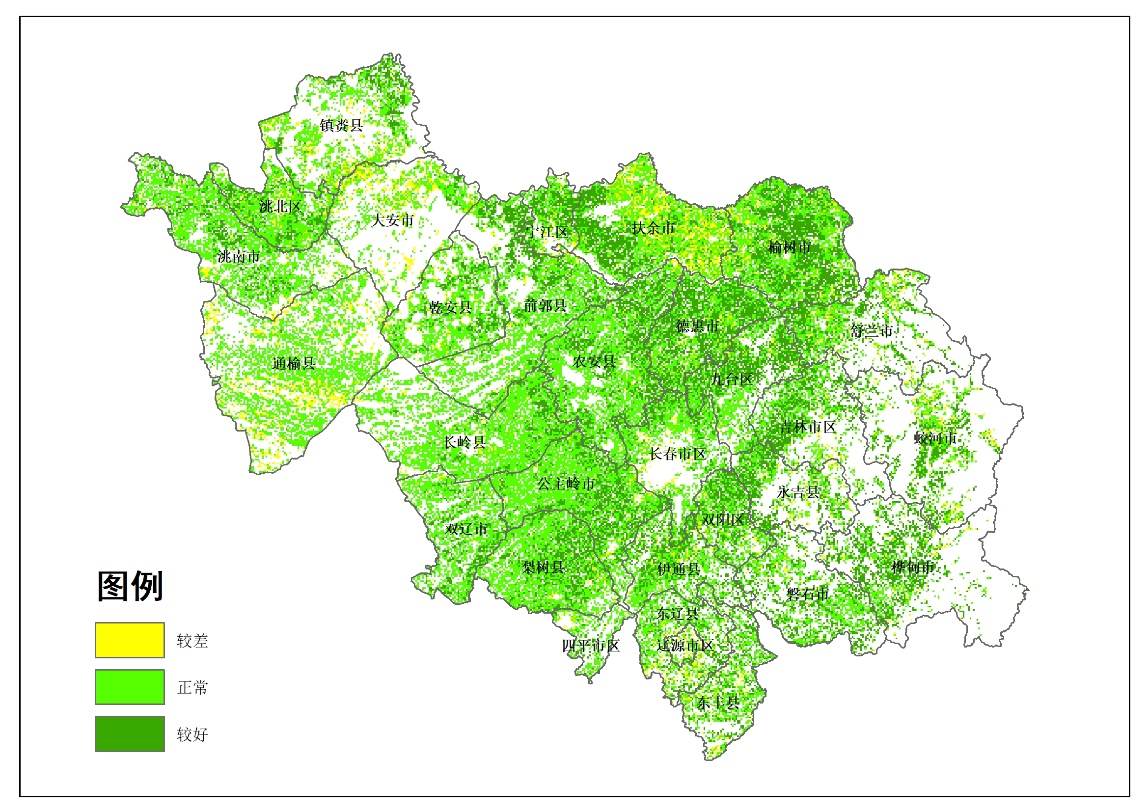 镇赉县
洮北区
大安市
洮南市
江区
扶余市
榆树市
乾安县
前郭县
德惠市
舒兰市
通榆县
农安县
九台区
长岭县
长春市区
吉林市区
蛟河市
公主岭市
永吉县
双辽市
双阳区
梨树县
伊通县
磐石市
桦甸市
东辽县
四平市区
辽源市区
东丰县
图例
较差
正常
较好